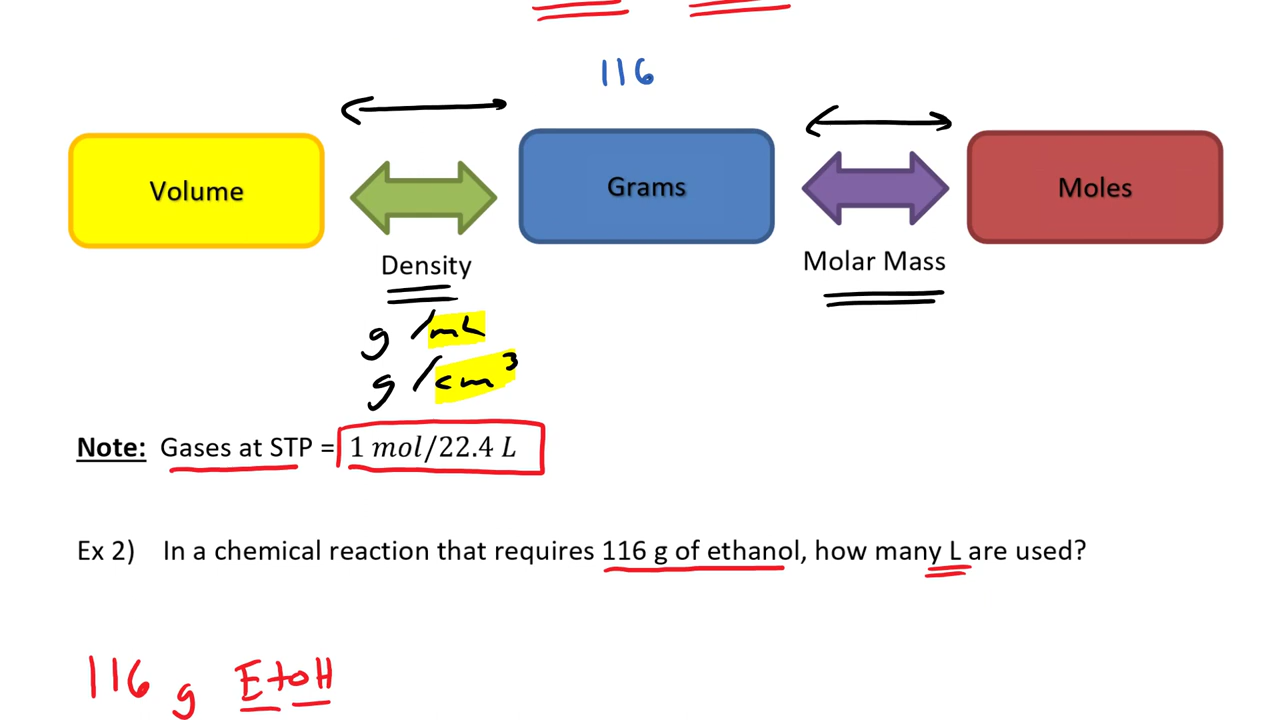 116
Volume
Grams
Moles
Density
Molar Mass
g/mL
g/cm³
Note: Gases at STP = 1 mol/22.4 L
Ex 2) In a chemical reaction that requires 116 g of ethanol, how many L are used?
116 g EtOH